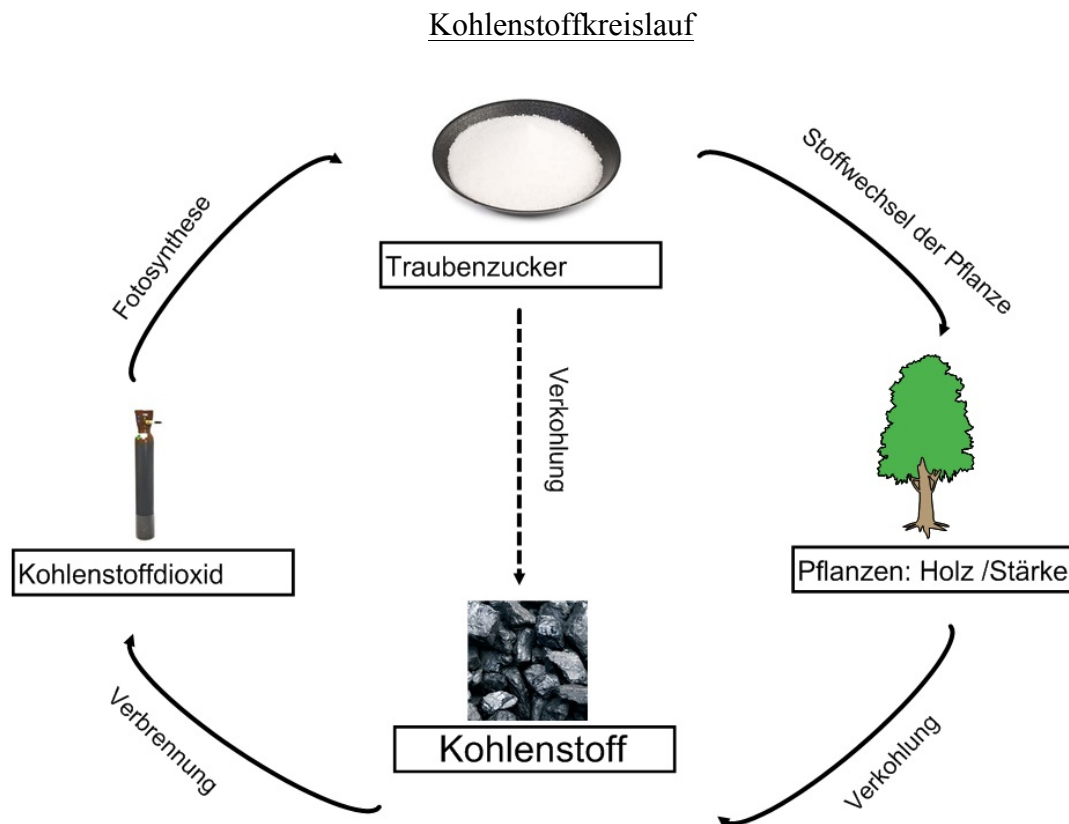 Kohlenstoffkreislauf
Fotosynthese
Traubenzucker
Stoffwechsel der Pflanze
Verkohlung
Kohlenstoffdioxid
Pflanzen: Holz /Stärke
Verbrennung
Kohlenstoff
Verkohlung